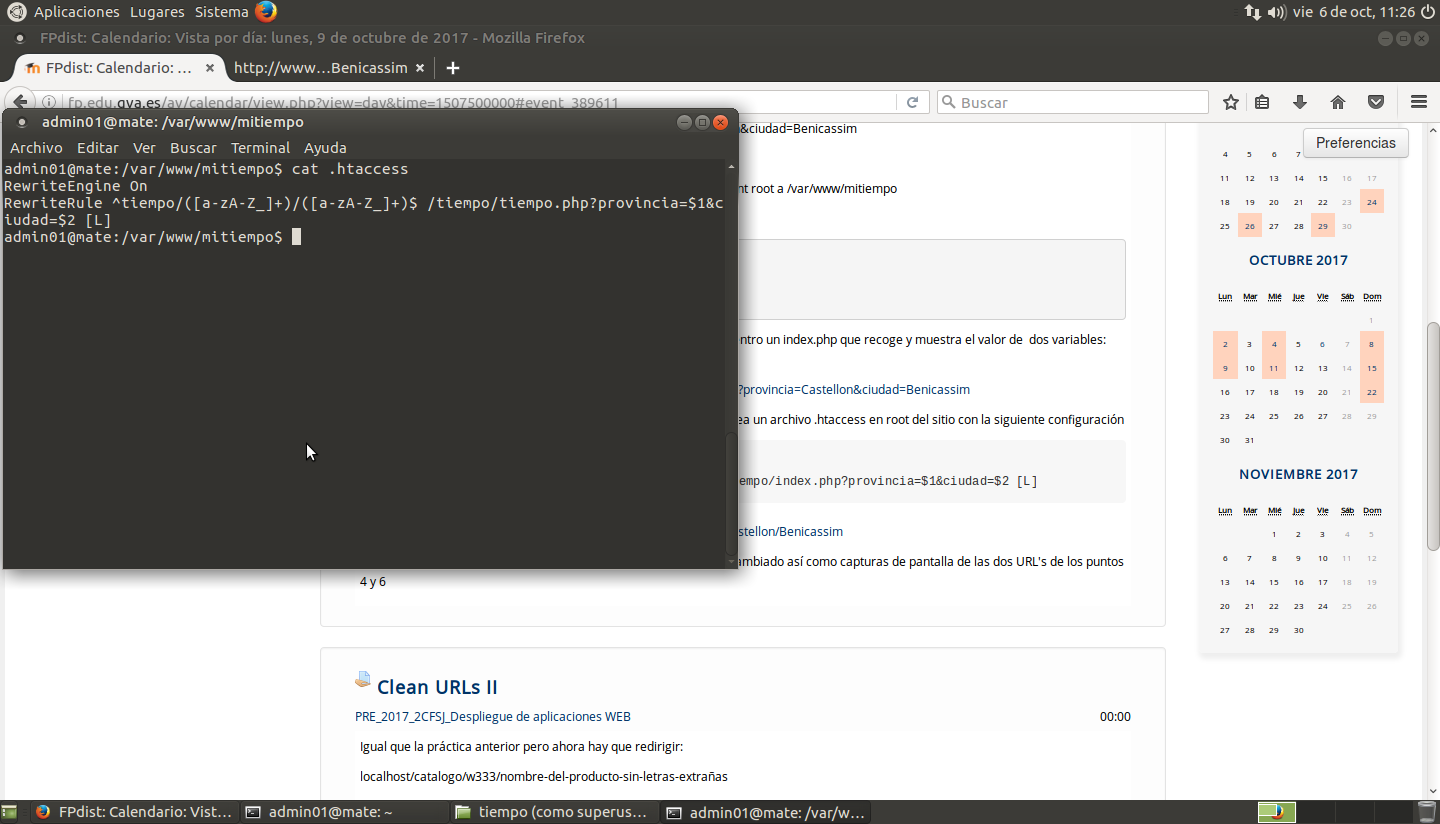 Aplicaciones Lugares Sistema
vie 6 de oct, 11:26
FPdist: Calendario: Vista por día: lunes, 9 de octubre de 2017 - Mozilla Firefox
FPdist: Calendario: ... ×
http://www...Benicassim ×
fp.edu.gva.es/av/calendar/view.php?view=day&time=1507500000#event_389611
Buscar
admin01@mate: /var/www/mitiempo
Archivo Editar Ver Buscar Terminal Ayuda
admin01@mate:/var/www/mitiempo$ cat .htaccess
RewriteEngine On
RewriteRule ^tiempo/([a-zA-Z_]+)/([a-zA-Z_]+)$ /tiempo/tiempo.php?provincia=$1&c
iudad=$2 [L]
admin01@mate:/var/www/mitiempo$
&ciudad=Benicassim
nt root a /var/www/mitiempo
ntro un index.php que recoge y muestra el valor de dos variables:
?provincia=Castellon&ciudad=Benicassim
ea un archivo .htaccess en root del sitio con la siguiente configuración
empo/index.php?provincia=$1&ciudad=$2 [L]
stellon/Benicassim
ambiado así como capturas de pantalla de las dos URL's de los puntos
4 y 6
Clean URLs II
PRE_2017_2CFSJ_Despliegue de aplicaciones WEB
00:00
Igual que la práctica anterior pero ahora hay que redirigir:
localhost/catalogo/w333/nombre-del-producto-sin-letras-extrañas
Preferencias
4 5 6 7
11 12 13 14 15 16 17
18 19 20 21 22 23 24
25 26 27 28 29 30
OCTUBRE 2017
Lun Mar Mié Jue Vie Sáb Dom
1
2 3 4 5 6 7 8
9 10 11 12 13 14 15
16 17 18 19 20 21 22
23 24 25 26 27 28 29
30 31
NOVIEMBRE 2017
Lun Mar Mié Jue Vie Sáb Dom
1 2 3 4 5
6 7 8 9 10 11 12
13 14 15 16 17 18 19
20 21 22 23 24 25 26
27 28 29 30
FPdist: Calendario: Vist...
admin01@mate: ~
tiempo (como superus...
admin01@mate: /var/w...